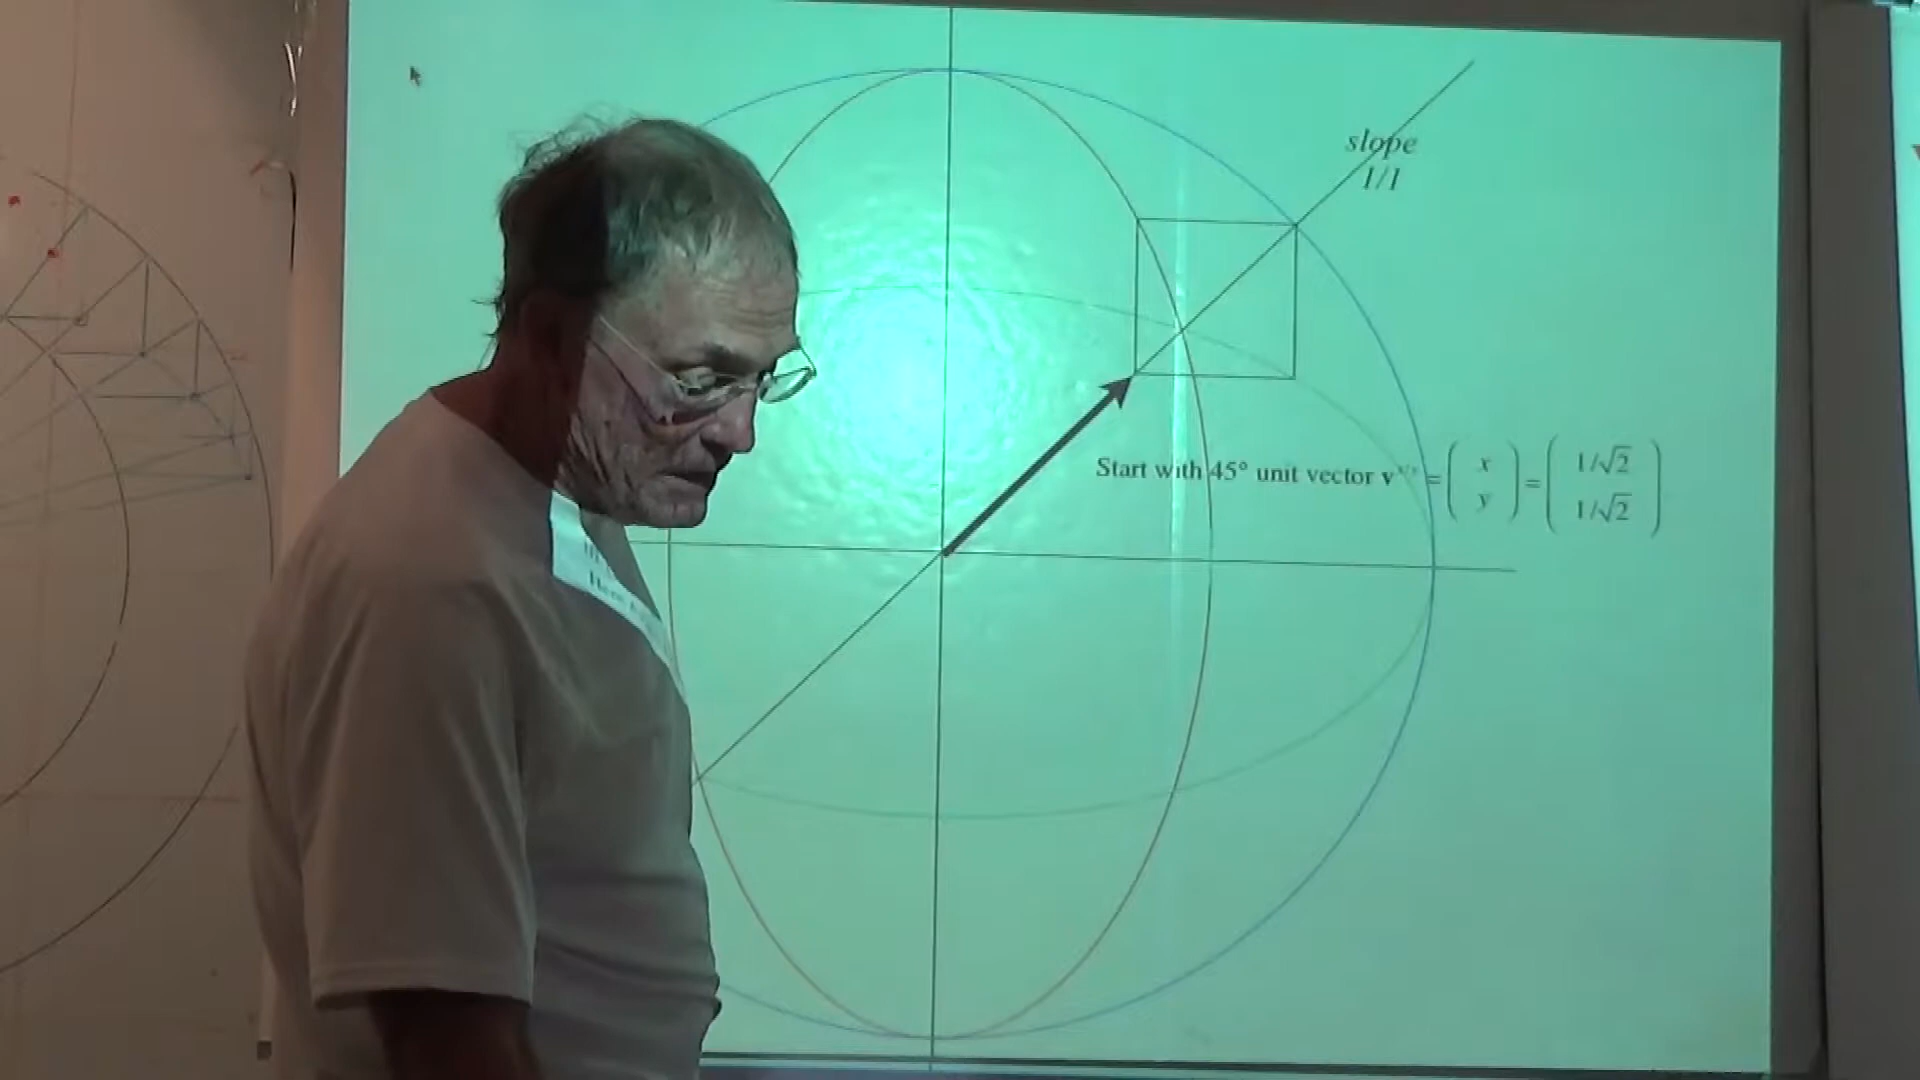 slope
1/1
Start with 45° unit vector v = ( x y ) = ( 1/√2 1/√2 )